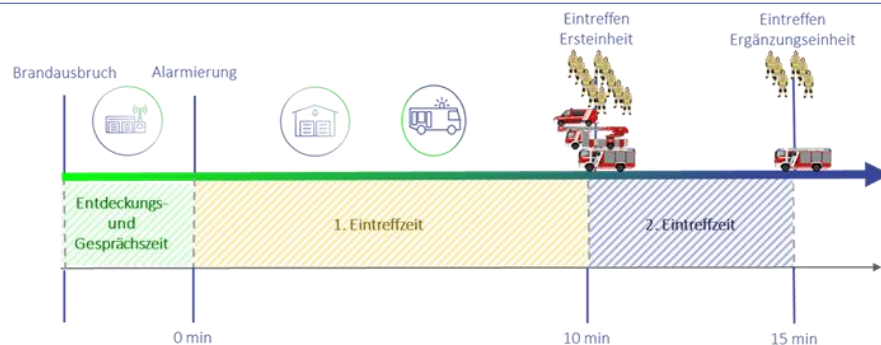 Eintreffen
Ersteinheit
Eintreffen
Ergänzungseinheit
Brandausbruch
Alarmierung
Entdeckungs-
und
Gesprächszeit
1. Eintreffzeit
2. Eintreffzeit
0 min
10 min
15 min